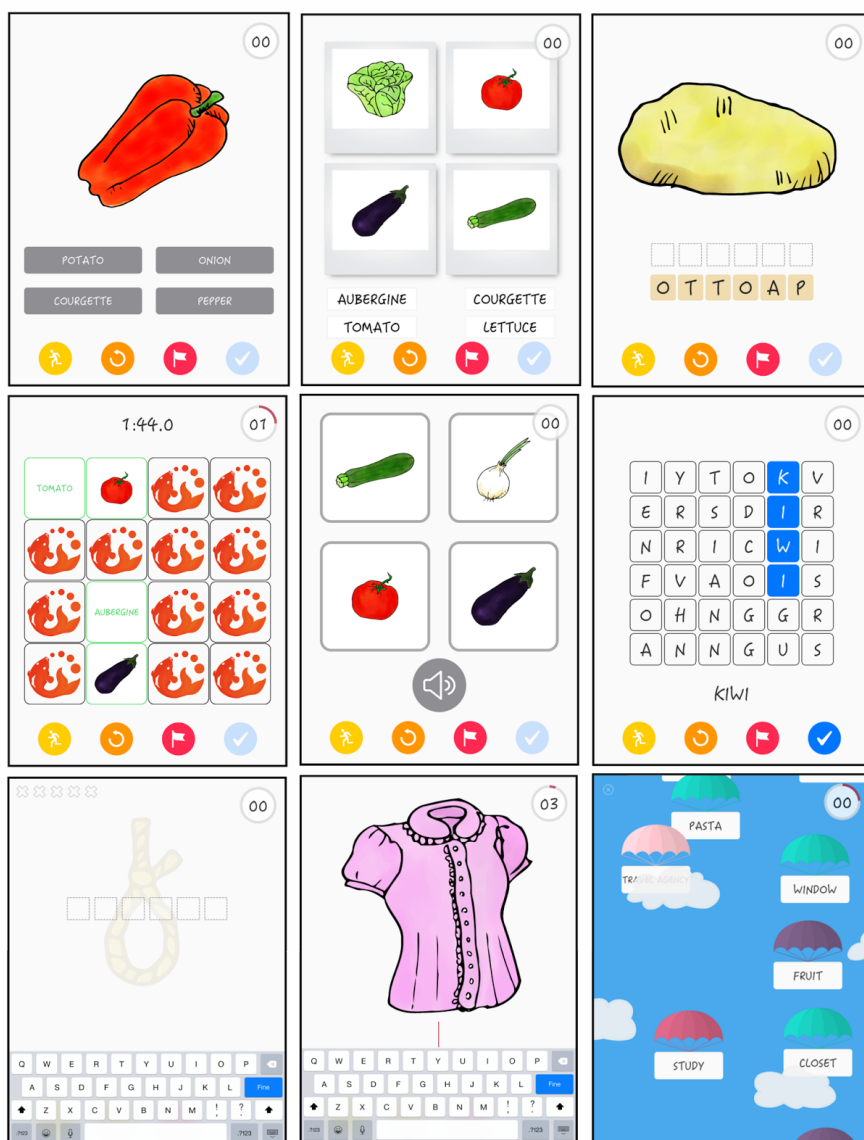 00
POTATO ONION
COURGETTE PEPPER
00
AUBERGINE COURGETTE
TOMATO LETTUCE
00
O T T O A P
1:44.0 01
TOMATO
AUBERGINE
00
00
I Y T O K V
E R S D I R
N R I C W I
F V A O I S
O H N G G R
A N N G U S
KIWI
00
Q W E R T Y U I O P
A S D F G H J K L Fine
Z X C V B N M ! , ? .
.?123 .?123
03
Q W E R T Y U I O P
A S D F G H J K L Fine
Z X C V B N M ! , ? .
.?123 .?123
00
PASTA
TRAVEL AGENCY
WINDOW
FRUIT
STUDY
CLOSET